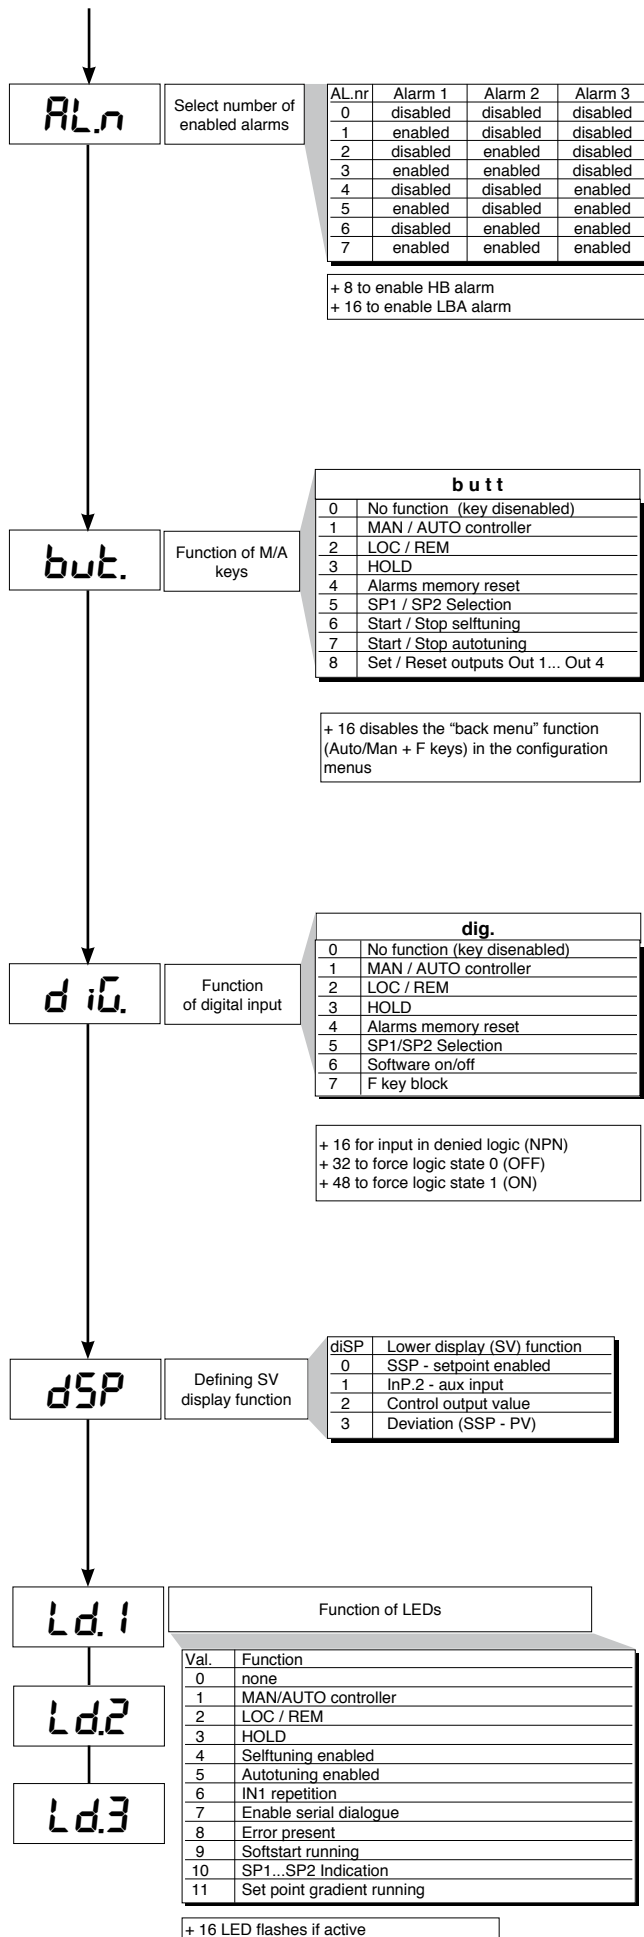 AL.n
Select number of
enabled alarms
AL.nr Alarm 1 Alarm 2 Alarm 3
0 disabled disabled disabled
1 enabled disabled disabled
2 disabled enabled disabled
3 enabled enabled disabled
4 disabled disabled enabled
5 enabled disabled enabled
6 disabled enabled enabled
7 enabled enabled enabled
+ 8 to enable HB alarm
+ 16 to enable LBA alarm
but.
Function of M/A
keys
b u t t
0 No function (key disenabled)
1 MAN / AUTO controller
2 LOC / REM
3 HOLD
4 Alarms memory reset
5 SP1 / SP2 Selection
6 Start / Stop selftuning
7 Start / Stop autotuning
8 Set / Reset outputs Out 1... Out 4
+ 16 disables the “back menu” function
(Auto/Man + F keys) in the configuration
menus
diG.
Function
of digital input
dig.
0 No function (key disenabled)
1 MAN / AUTO controller
2 LOC / REM
3 HOLD
4 Alarms memory reset
5 SP1/SP2 Selection
6 Software on/off
7 F key block
+ 16 for input in denied logic (NPN)
+ 32 to force logic state 0 (OFF)
+ 48 to force logic state 1 (ON)
dSP
Defining SV
display function
diSP Lower display (SV) function
0 SSP - setpoint enabled
1 InP.2 - aux input
2 Control output value
3 Deviation (SSP - PV)
Ld.1
Function of LEDs
Ld.2
Ld.3
Val. Function
0 none
1 MAN/AUTO controller
2 LOC / REM
3 HOLD
4 Selftuning enabled
5 Autotuning enabled
6 IN1 repetition
7 Enable serial dialogue
8 Error present
9 Softstart running
10 SP1...SP2 Indication
11 Set point gradient running
+ 16 LED flashes if active